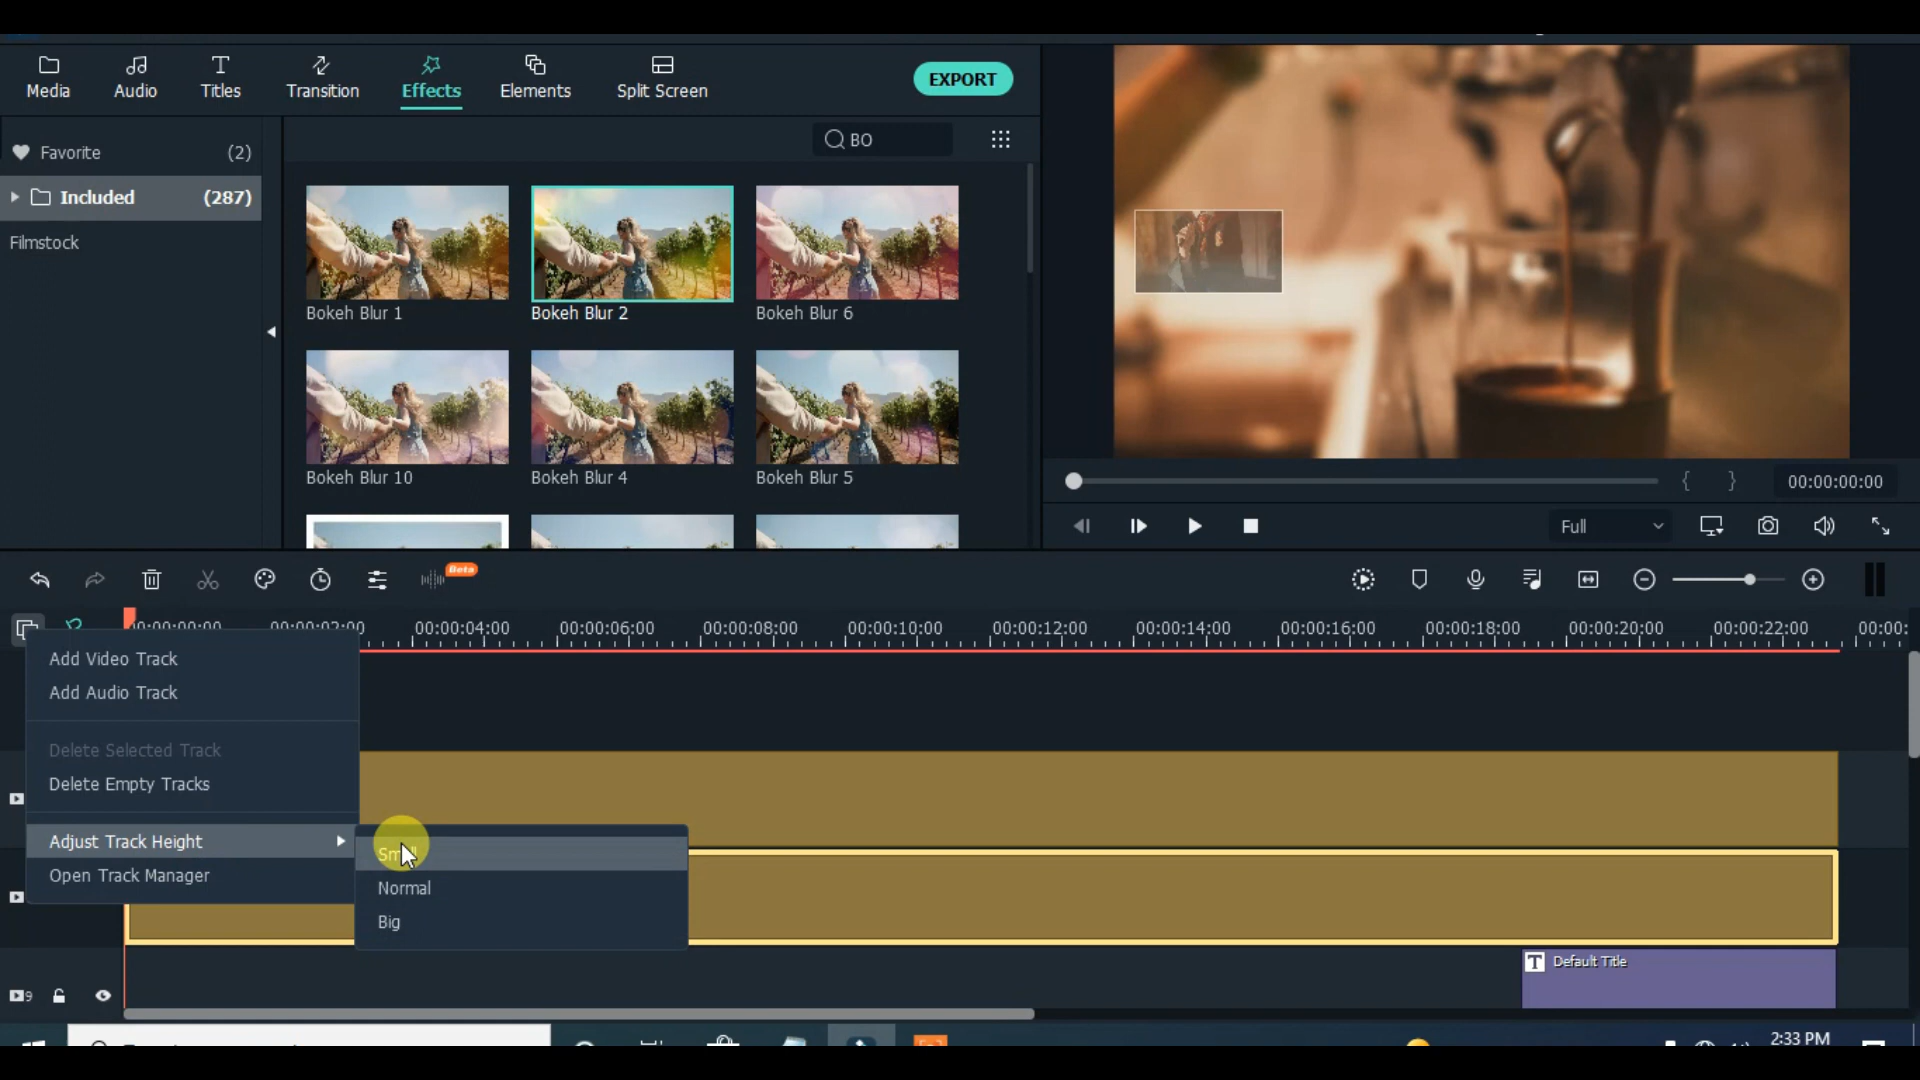 Media
Audio
Titles
Transition
Effects
Elements
Split Screen
EXPORT
Favorite (2)
Included (287)
Filmstock
BO
Bokeh Blur 1
Bokeh Blur 2
Bokeh Blur 6
Bokeh Blur 10
Bokeh Blur 4
Bokeh Blur 5
{ }
00:00:00:00
Full
Beta
00:00:00:00 00:00:02:00 00:00:04:00 00:00:06:00 00:00:08:00 00:00:10:00 00:00:12:00 00:00:14:00 00:00:16:00 00:00:18:00 00:00:20:00 00:00:22:00 00:00:
Add Video Track
Add Audio Track
Delete Selected Track
Delete Empty Tracks
Adjust Track Height
Open Track Manager
Small
Normal
Big
T Default Title
9
2:33 PM